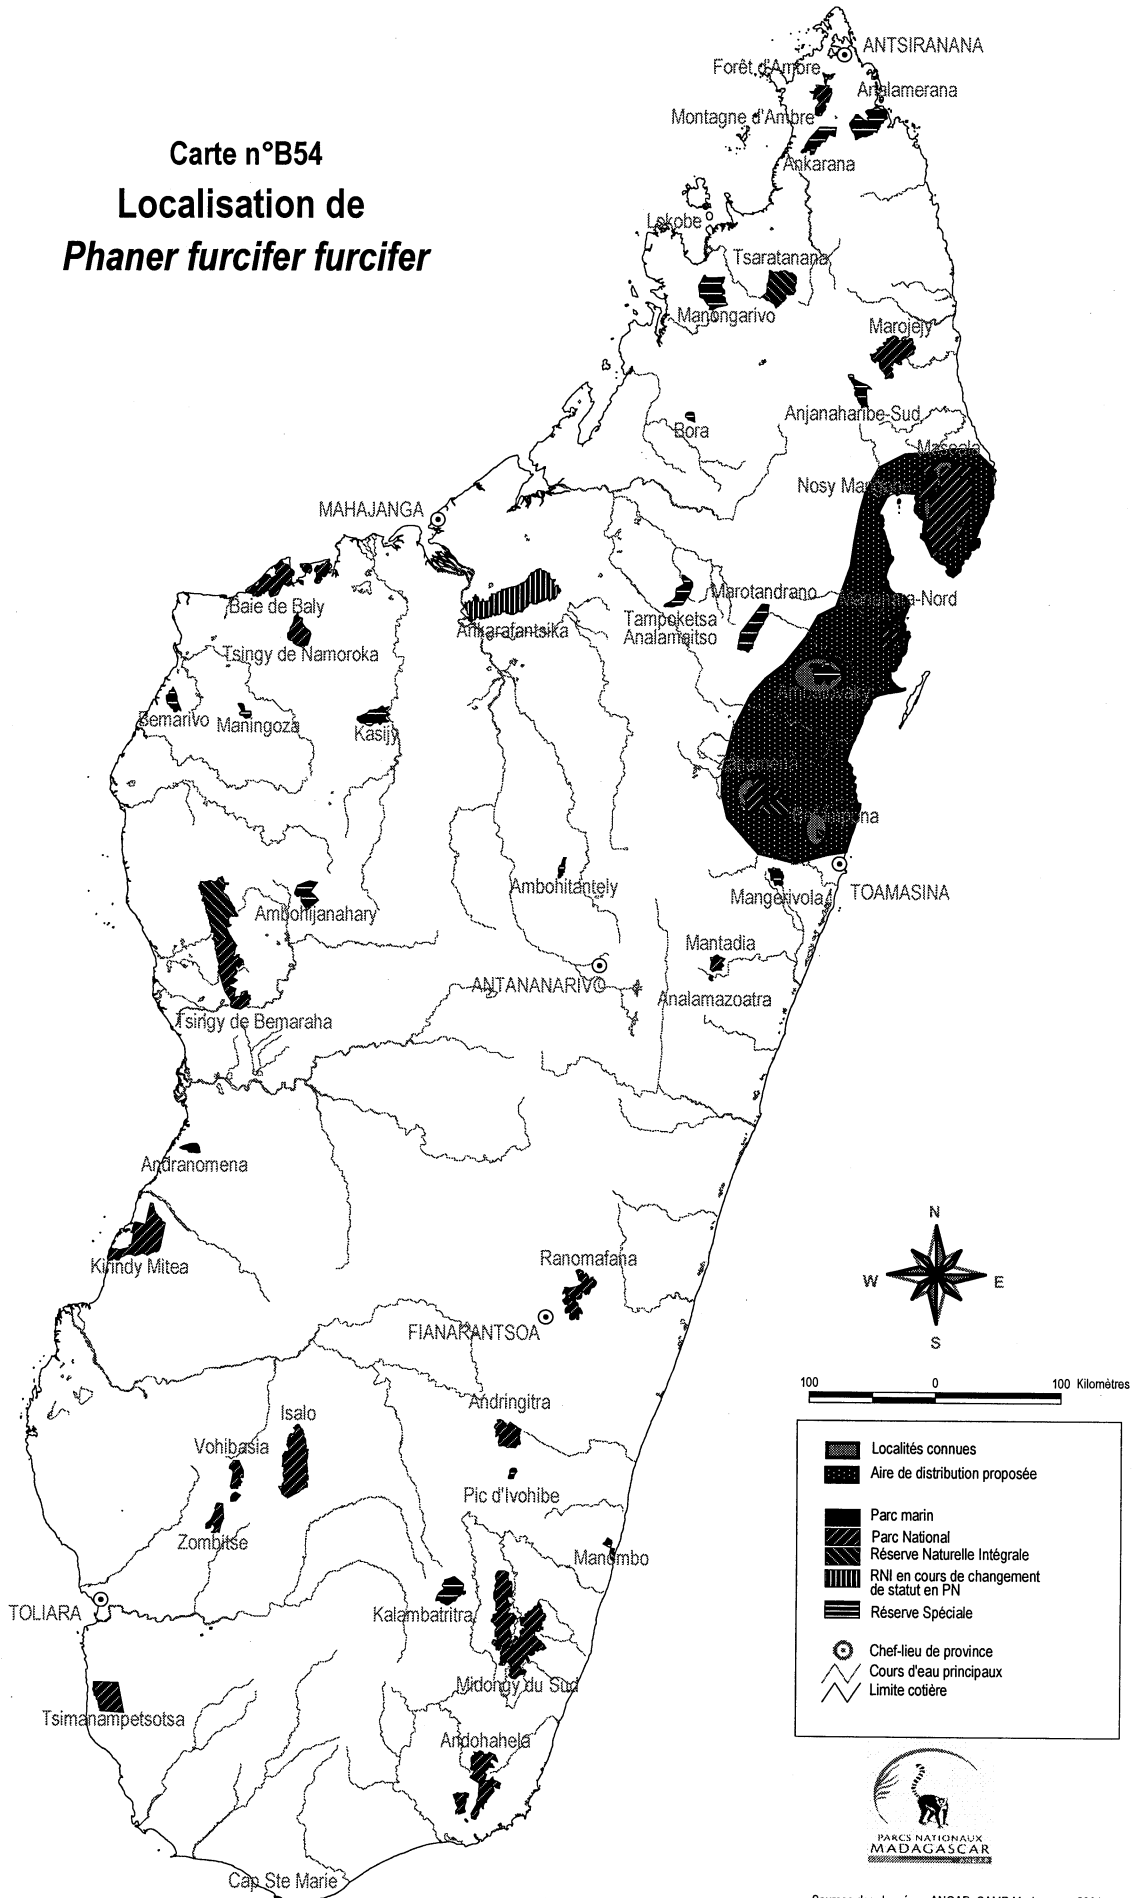 Carte n°B54
Localisation de
Phaner furcifer furcifer
ANTSIRANANA
Forêt d'Ambre
Analamerana
Montagne d'Ambre
Ankarana
Lokobe
Tsaratanana
Manongarivo
Marojejy
Anjanaharibe-Sud
Bora
Masoala
Nosy
MAHAJANGA
Baie de Baly
Ankarafantsika
Tampoketsa
Analamaitso
Marotandrano
-Nord
Tsingy de Namoroka
Bemarivo
Maningoza
Kasijy
Ambohitantely
Ambohijanahary
Mangerivola
TOAMASINA
Mantadia
ANTANANARIVO
Analamazoatra
Tsingy de Bemaraha
Andranomena
Kirindy Mitea
Ranomafana
FIANARANTSOA
N
W
E
S
100 0 100 Kilomètres
Andringitra
Isalo
Vohibasia
Pic d'Ivohibe
Zombitse
Manombo
TOLIARA
Kalambatritra
Midongy du Sud
Tsimanampetsotsa
Andohahela
Cap Ste Marie
Localités connues
Aire de distribution proposée
Parc marin
Parc National
Réserve Naturelle Intégrale
RNI en cours de changement
de statut en PN
Réserve Spéciale
Chef-lieu de province
Cours d'eau principaux
Limite cotière
PARCS NATIONAUX
MADAGASCAR